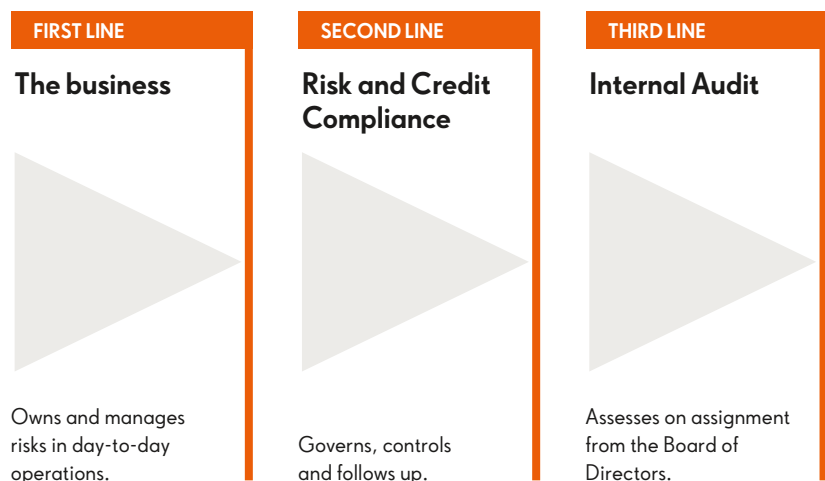 FIRST LINE
The business
Owns and manages
risks in day-to-day
operations.
SECOND LINE
Risk and Credit
Compliance
Governs, controls
and follows up.
THIRD LINE
Internal Audit
Assesses on assignment
from the Board of
Directors.